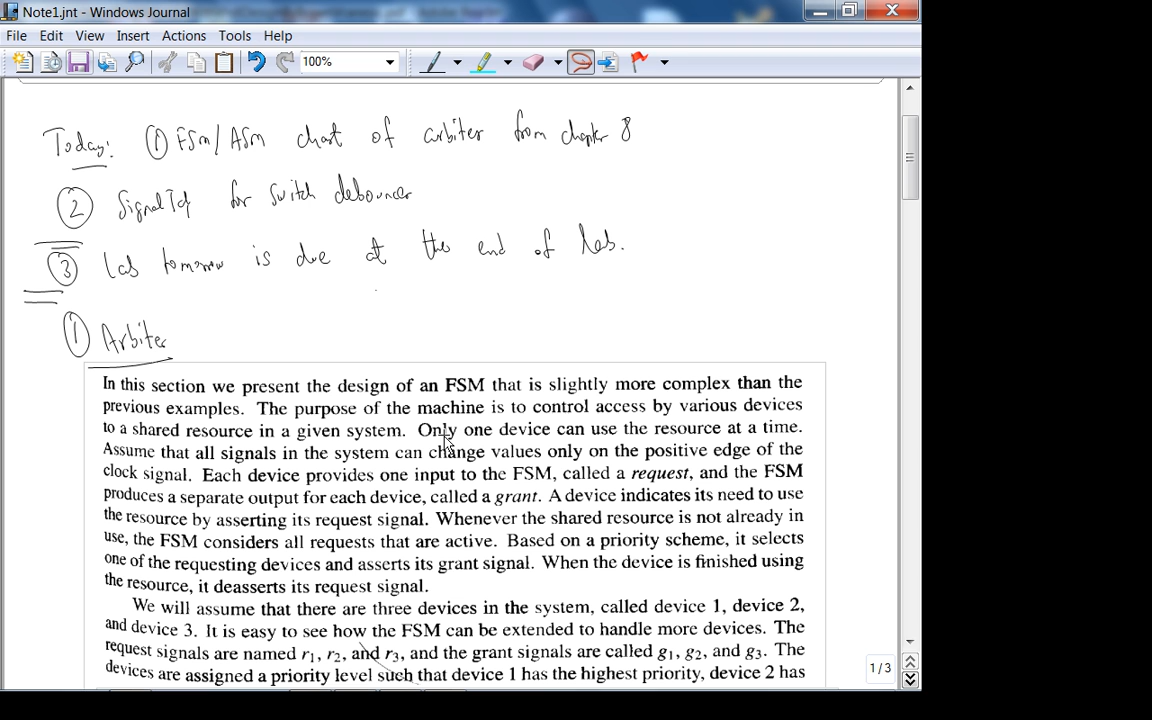 Note1.jnt - Windows Journal
File Edit View Insert Actions Tools Help
100%
Today: ① FSM/ASM chart of arbiter from chapter 8
② SignalTap for switch debouncer
③ Lab tomorrow is due at the end of lab.
① Arbiter
In this section we present the design of an FSM that is slightly more complex than the
previous examples. The purpose of the machine is to control access by various devices
to a shared resource in a given system. Only one device can use the resource at a time.
Assume that all signals in the system can change values only on the positive edge of the
clock signal. Each device provides one input to the FSM, called a request, and the FSM
produces a separate output for each device, called a grant. A device indicates its need to use
the resource by asserting its request signal. Whenever the shared resource is not already in
use, the FSM considers all requests that are active. Based on a priority scheme, it selects
one of the requesting devices and asserts its grant signal. When the device is finished using
the resource, it deasserts its request signal.
We will assume that there are three devices in the system, called device 1, device 2,
and device 3. It is easy to see how the FSM can be extended to handle more devices. The
request signals are named r₁, r₂, and r₃, and the grant signals are called g₁, g₂, and g₃. The
devices are assigned a priority level such that device 1 has the highest priority, device 2 has
1 / 3